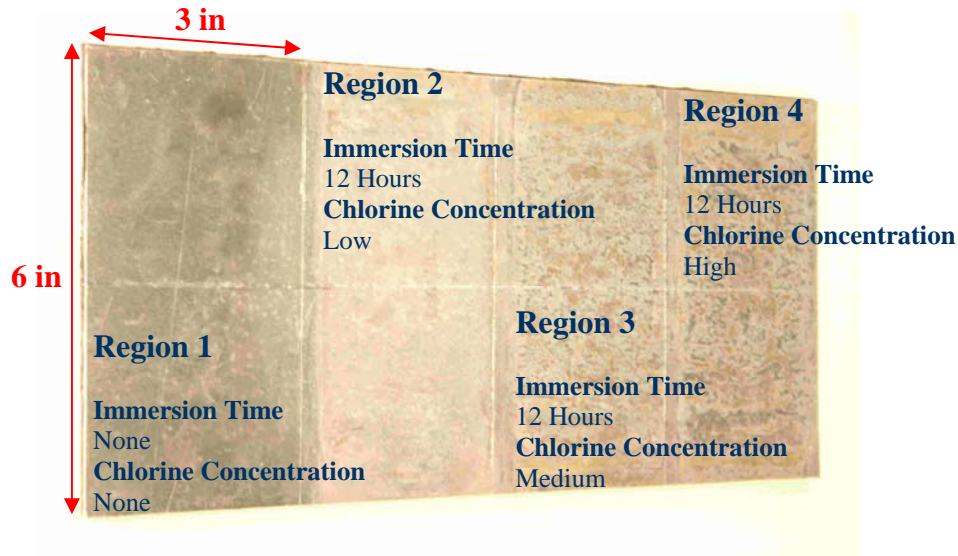 3 in
6 in
Region 1
Immersion Time
None
Chlorine Concentration
None
Region 2
Immersion Time
12 Hours
Chlorine Concentration
Low
Region 3
Immersion Time
12 Hours
Chlorine Concentration
Medium
Region 4
Immersion Time
12 Hours
Chlorine Concentration
High